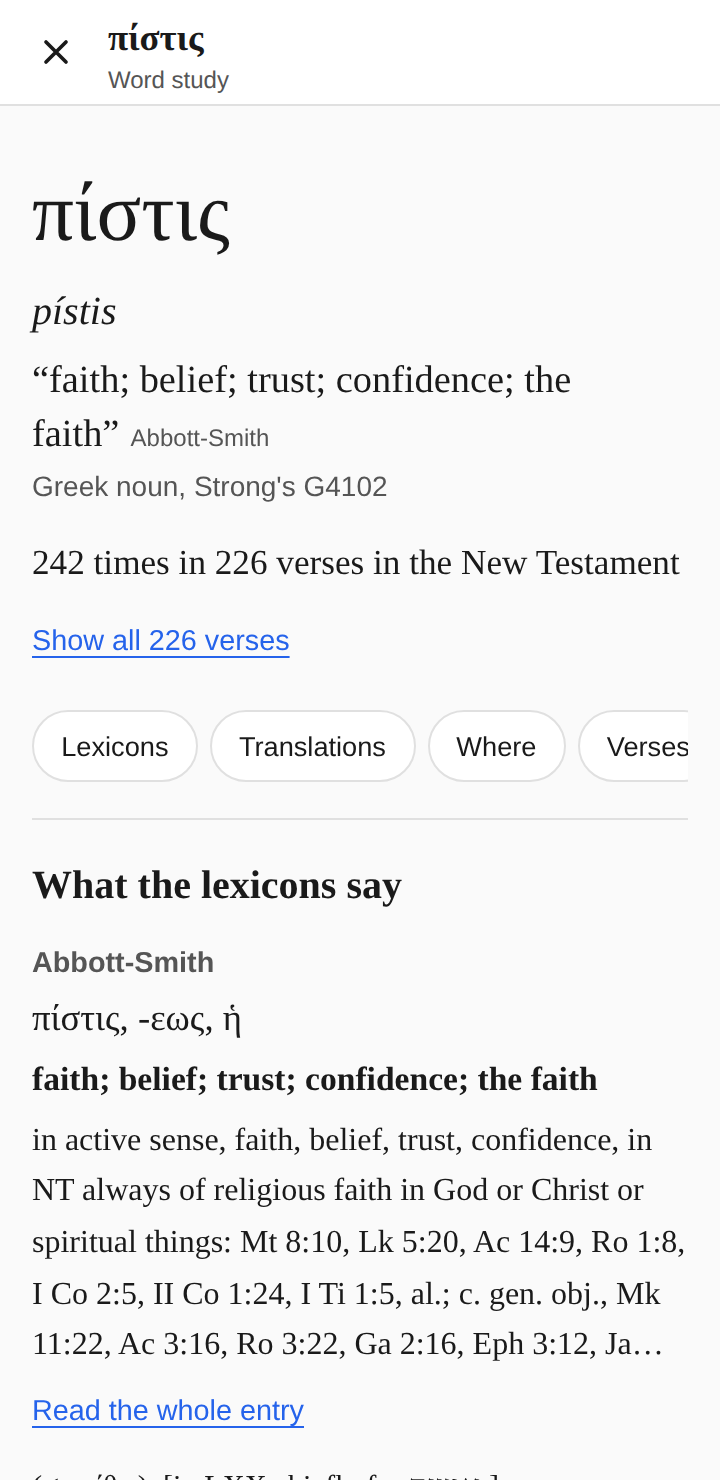 πίστις
Word study
πίστις
pístis
“faith; belief; trust; confidence; the
faith” Abbott-Smith
Greek noun, Strong's G4102
242 times in 226 verses in the New Testament
Show all 226 verses
Lexicons Translations Where Verses
What the lexicons say
Abbott-Smith
πίστις, -εως, ἡ
faith; belief; trust; confidence; the faith
in active sense, faith, belief, trust, confidence, in
NT always of religious faith in God or Christ or
spiritual things: Mt 8:10, Lk 5:20, Ac 14:9, Ro 1:8,
I Co 2:5, II Co 1:24, I Ti 1:5, al.; c. gen. obj., Mk
11:22, Ac 3:16, Ro 3:22, Ga 2:16, Eph 3:12, Ja…
Read the whole entry